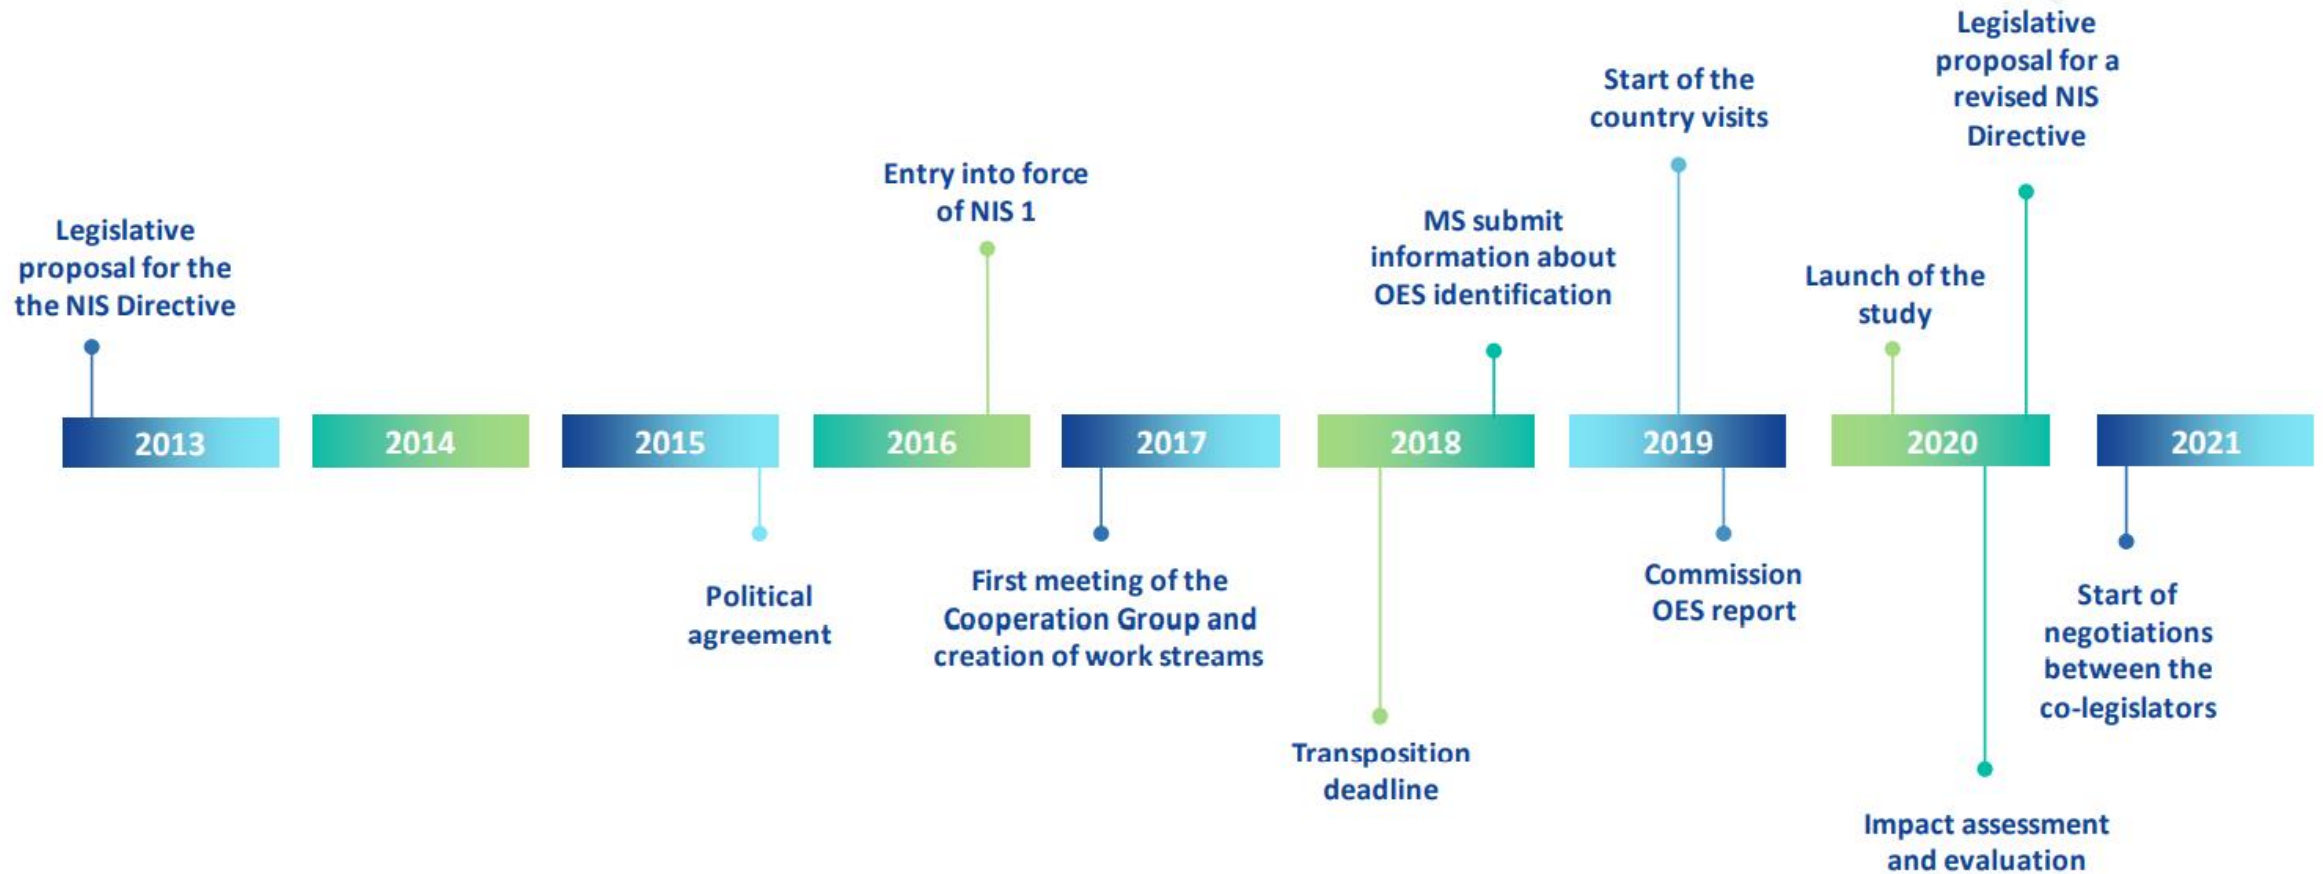 Legislative
proposal for the
the NIS Directive
Entry into force
of NIS 1
MS submit
information about
OES identification
Start of the
country visits
Launch of the
study
Legislative
proposal for a
revised NIS
Directive
2013
2014
2015
2016
2017
2018
2019
2020
2021
Political
agreement
First meeting of the
Cooperation Group and
creation of work streams
Transposition
deadline
Commission
OES report
Impact assessment
and evaluation
Start of
negotiations
between the
co-legislators